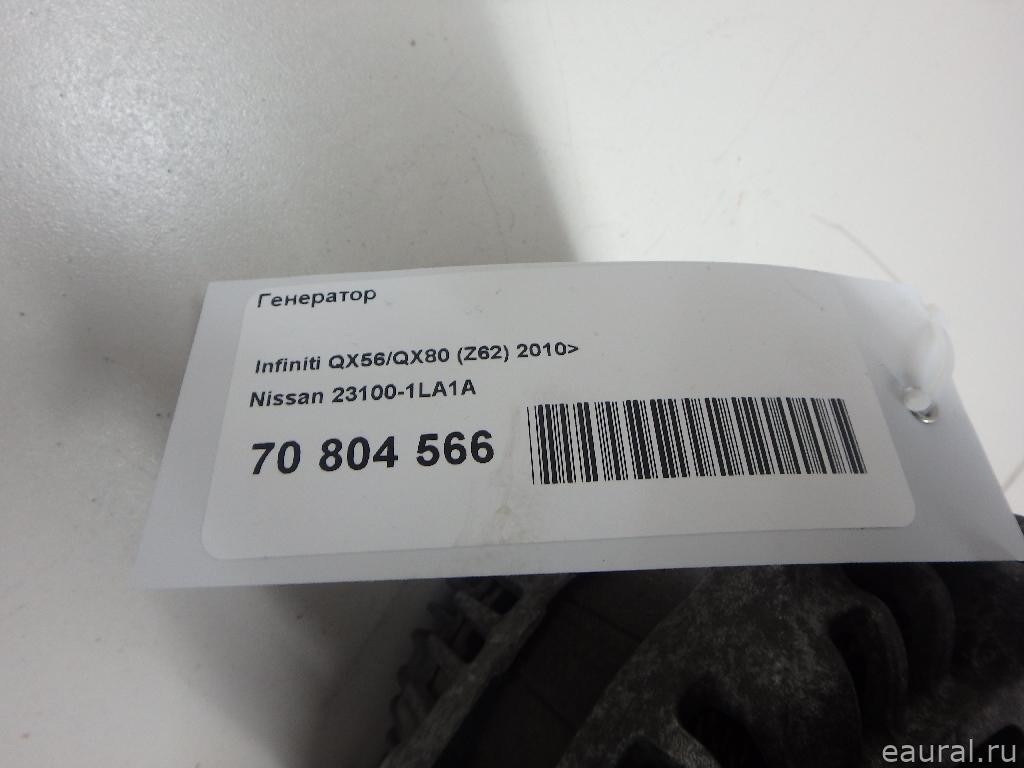 Генератор
Infiniti QX56/QX80 (Z62) 2010>
Nissan 23100-1LA1A
70 804 566
eaural.ru